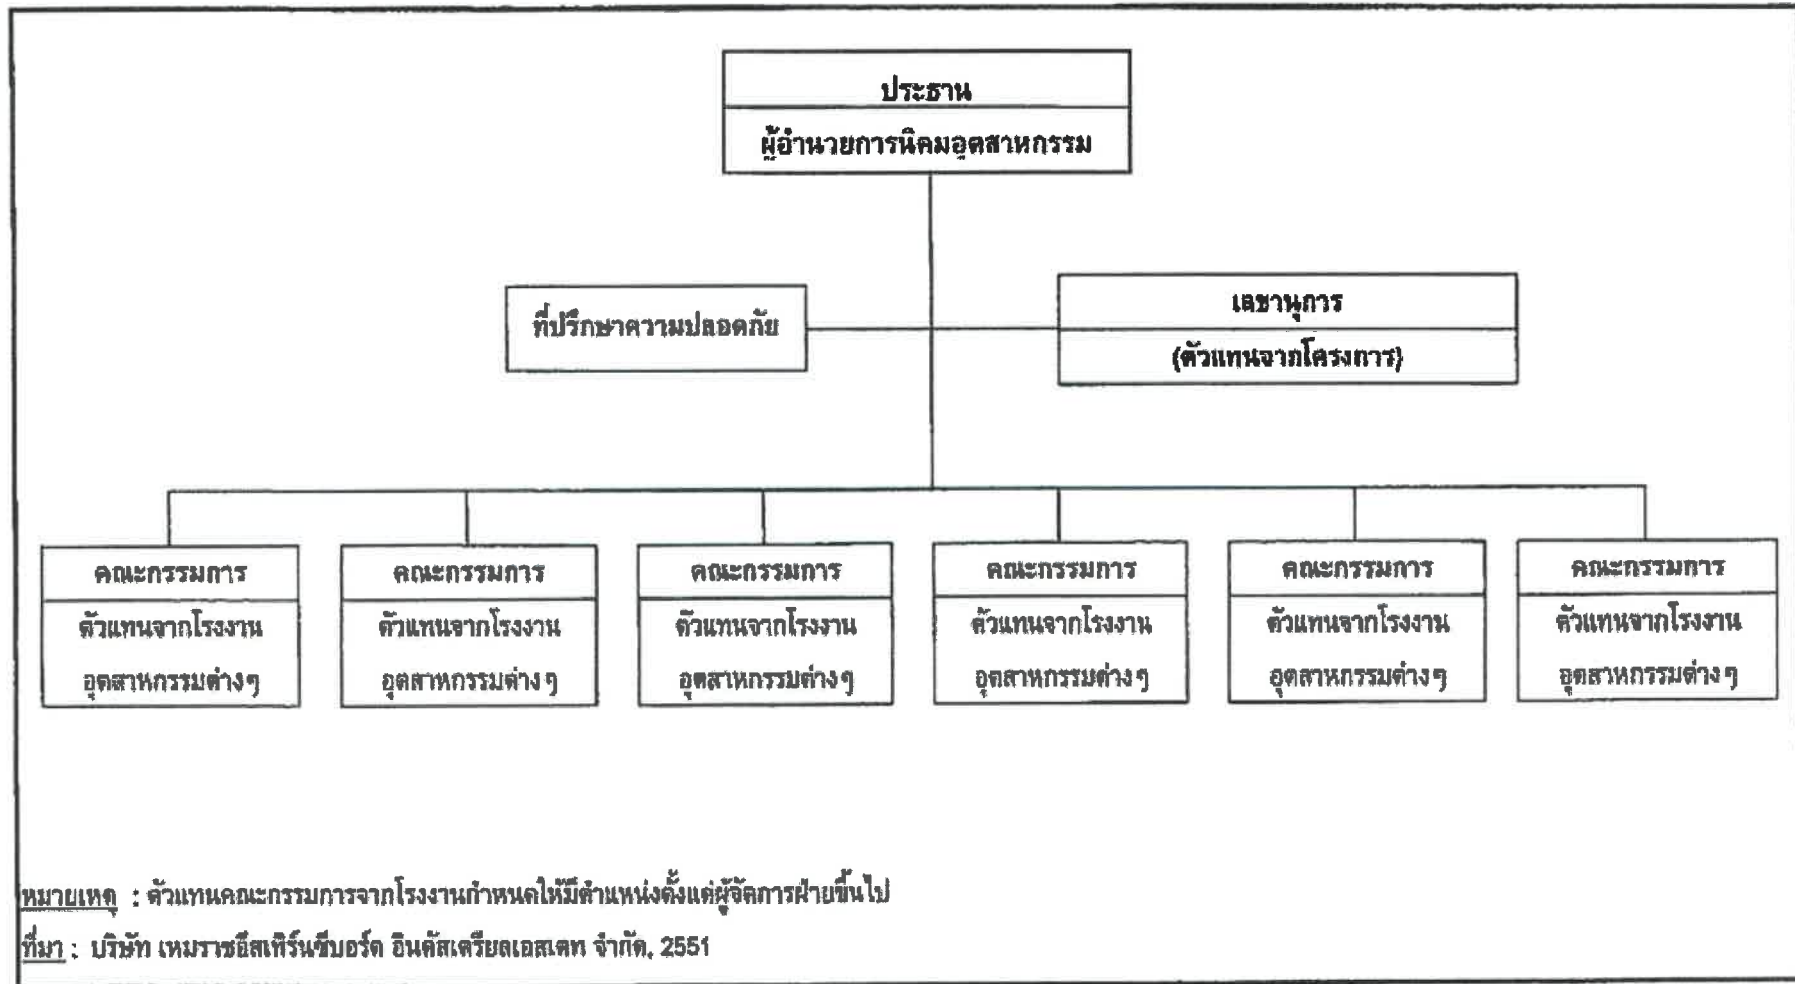 ประธาน
ผู้อำนวยการนิคมอุตสาหกรรม
ที่ปรึกษาความปลอดภัย
เลขานุการ
(ตัวแทนจากโครงการ)
คณะกรรมการ
ตัวแทนจากโรงงาน
อุตสาหกรรมต่างๆ
คณะกรรมการ
ตัวแทนจากโรงงาน
อุตสาหกรรมต่างๆ
คณะกรรมการ
ตัวแทนจากโรงงาน
อุตสาหกรรมต่างๆ
คณะกรรมการ
ตัวแทนจากโรงงาน
อุตสาหกรรมต่างๆ
คณะกรรมการ
ตัวแทนจากโรงงาน
อุตสาหกรรมต่างๆ
คณะกรรมการ
ตัวแทนจากโรงงาน
อุตสาหกรรมต่างๆ
หมายเหตุ : ตัวแทนคณะกรรมการจากโรงงานกำหนดให้มีตำแหน่งตั้งแต่ผู้จัดการฝ่ายขึ้นไป
ที่มา : บริษัท เหมราชอีสเทิร์นซีบอร์ด อินดัสเตรียลเอสเตท จำกัด, 2551